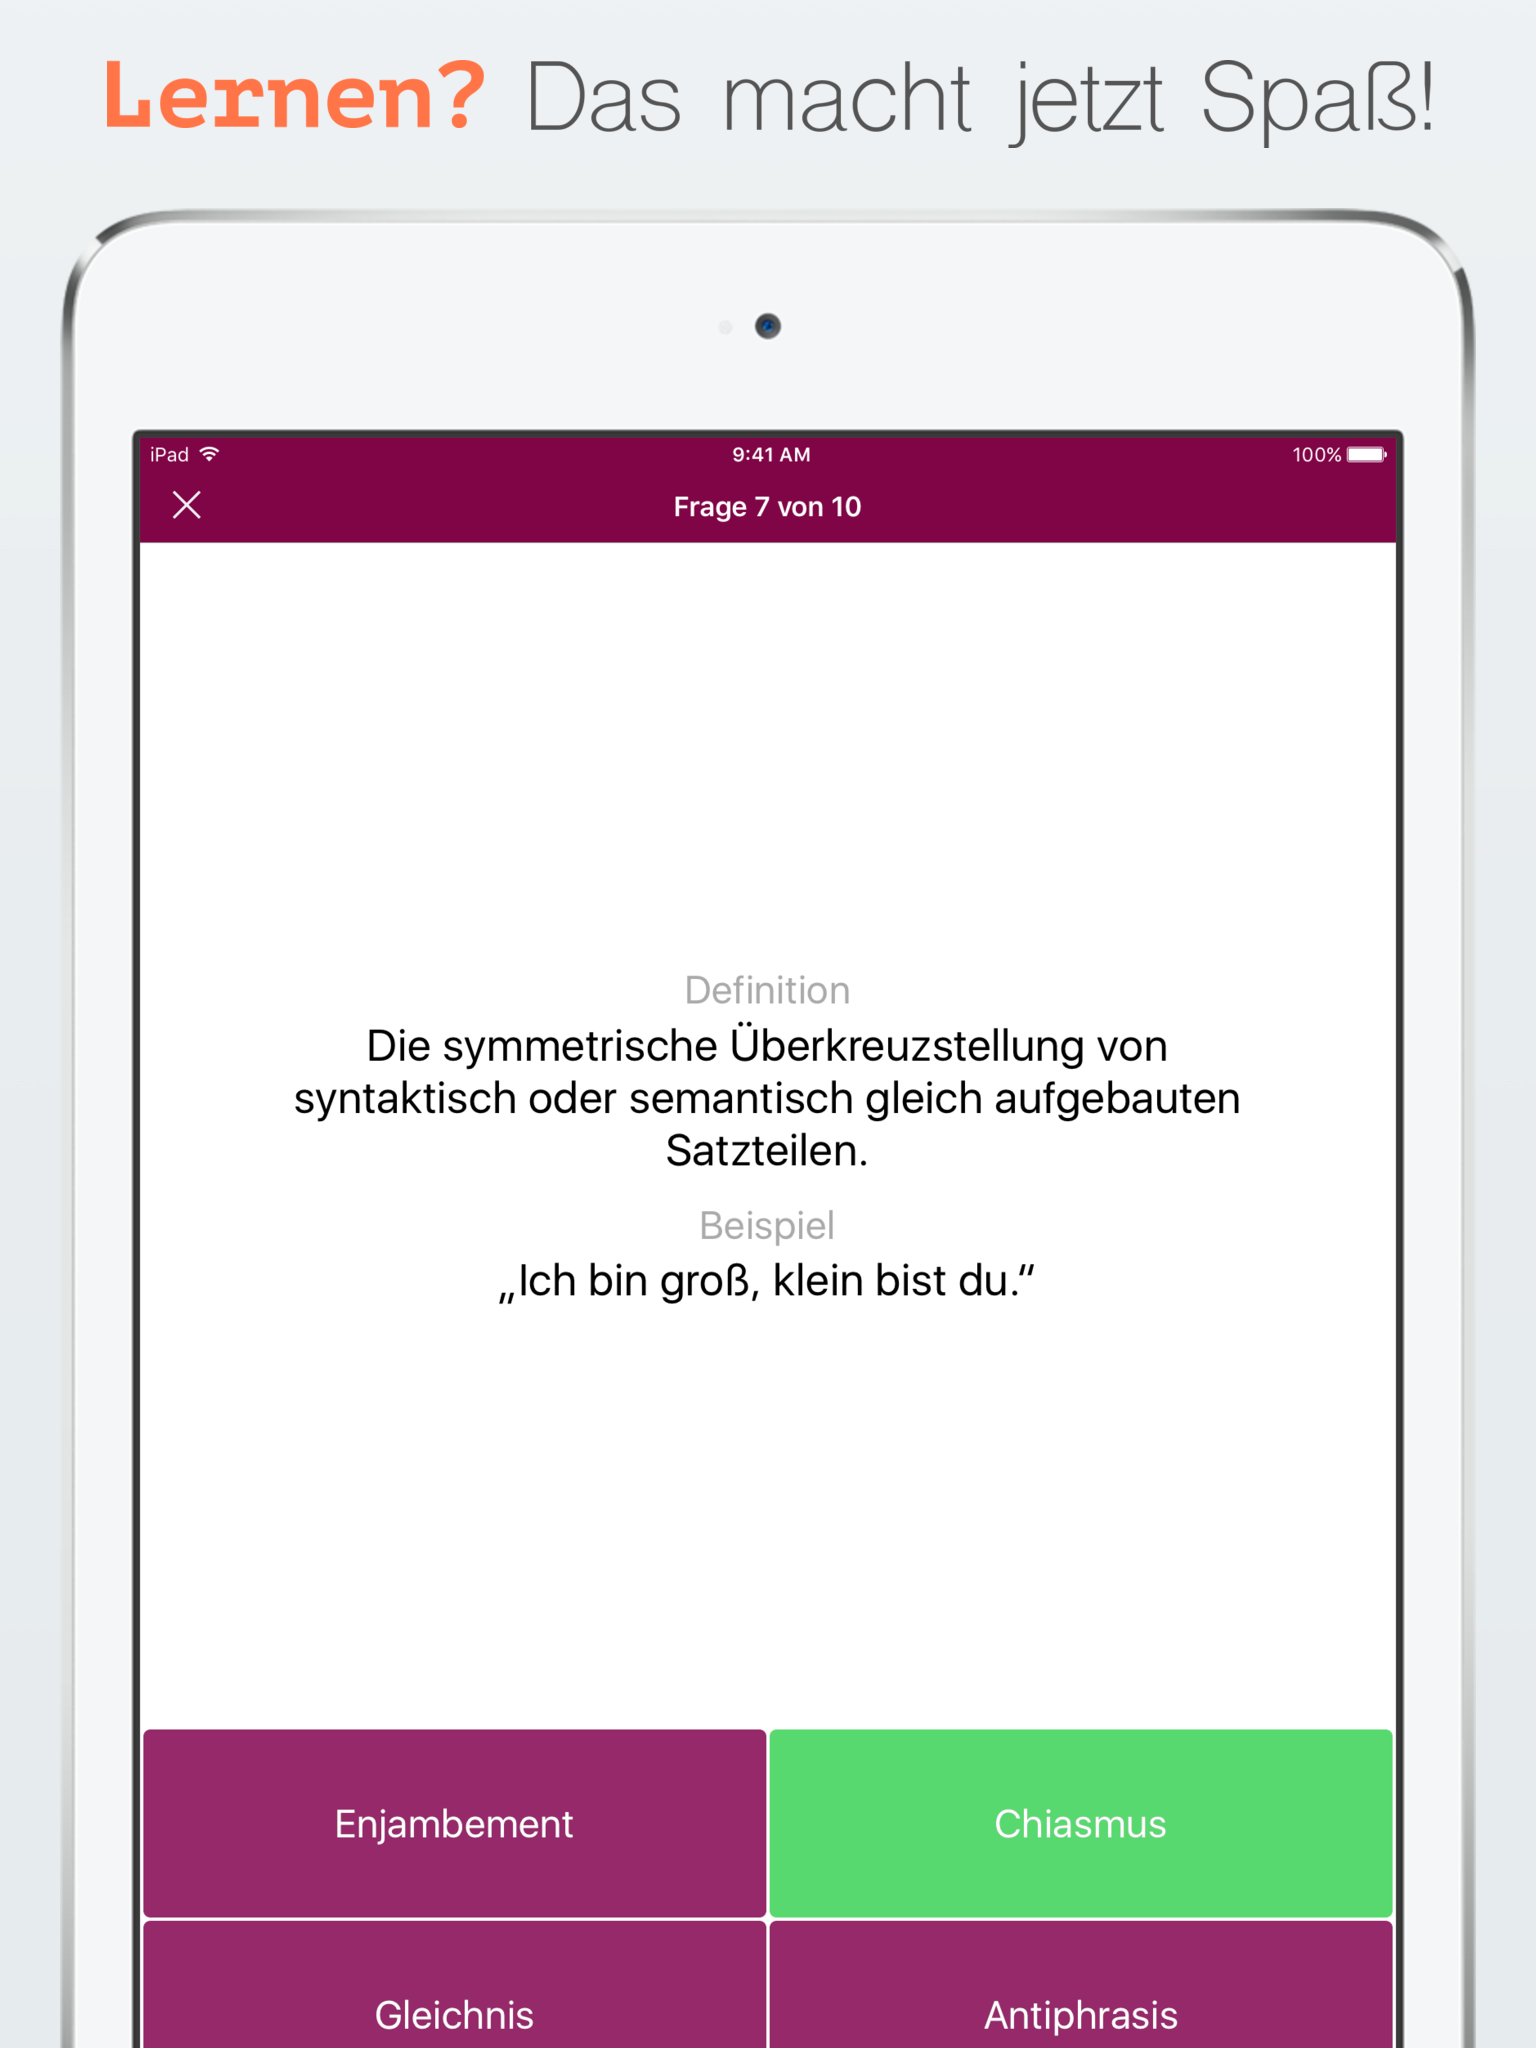 Lernen? Das macht jetzt Spaß!
iPad 9:41 AM 100%
Frage 7 von 10
Definition
Die symmetrische Überkreuzstellung von
syntaktisch oder semantisch gleich aufgebauten
Satzteilen.
Beispiel
„Ich bin groß, klein bist du.“
Enjambement Chiasmus
Gleichnis Antiphrasis